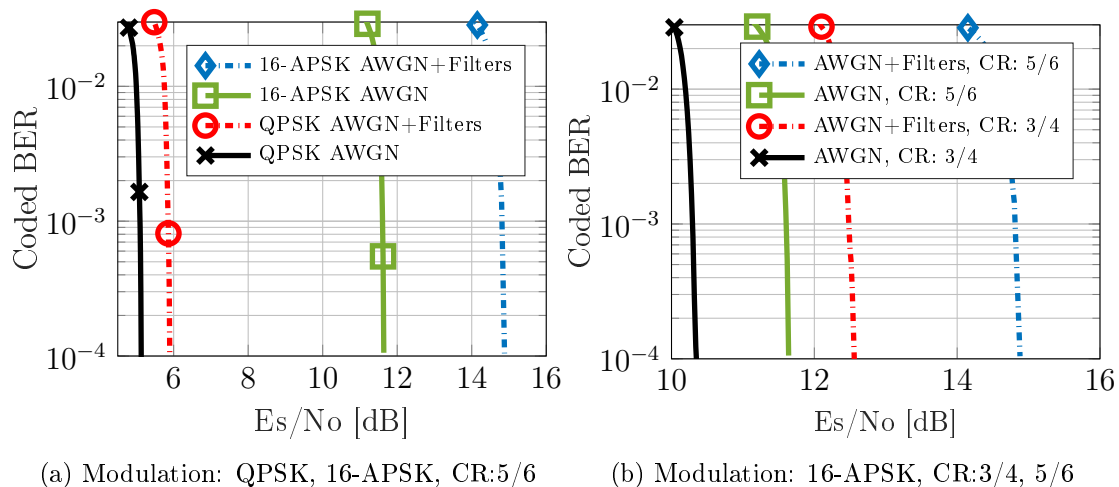 10⁻²
10⁻³
10⁻⁴
Coded BER
6
8
10
12
14
16
Es/No [dB]
16-APSK AWGN+Filters
16-APSK AWGN
QPSK AWGN+Filters
QPSK AWGN
(a) Modulation: QPSK, 16-APSK, CR:5/6
10⁻²
10⁻³
10⁻⁴
Coded BER
10
12
14
16
Es/No [dB]
AWGN+Filters, CR: 5/6
AWGN, CR: 5/6
AWGN+Filters, CR: 3/4
AWGN, CR: 3/4
(b) Modulation: 16-APSK, CR:3/4, 5/6